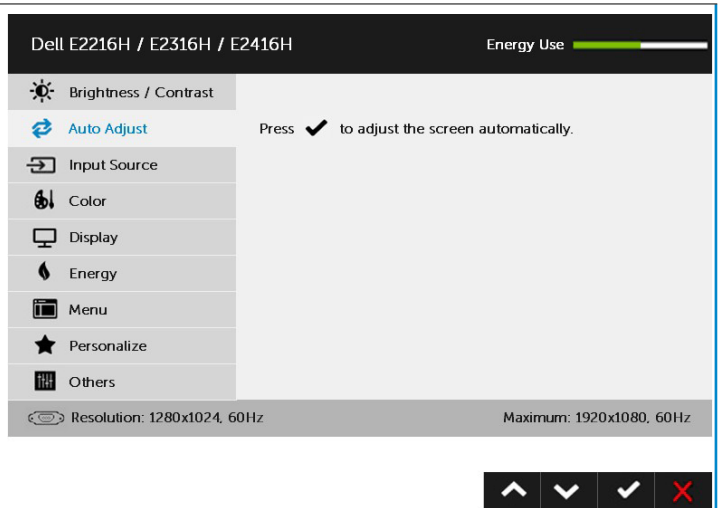 Dell E2216H / E2316H / E2416H
Energy Use
Brightness / Contrast
Auto Adjust
Press ✔ to adjust the screen automatically.
Input Source
Color
Display
Energy
Menu
Personalize
Others
Resolution: 1280x1024, 60Hz
Maximum: 1920x1080, 60Hz